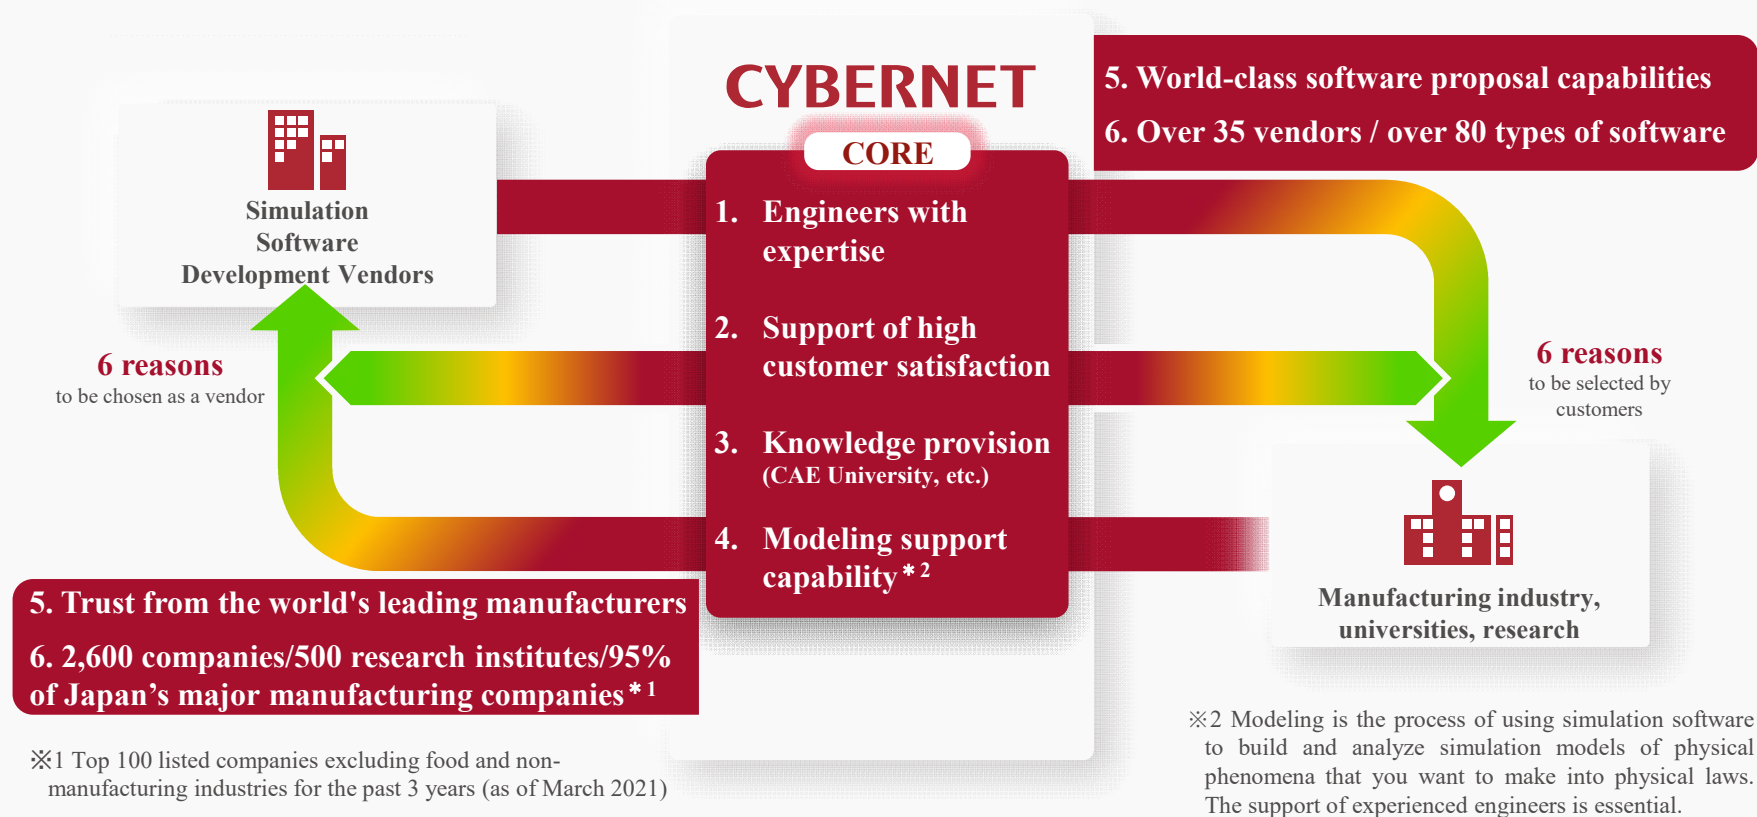 CYBERNET
CORE
1. Engineers with
expertise
2. Support of high
customer satisfaction
3. Knowledge provision
(CAE University, etc.)
4. Modeling support
capability*2
Simulation
Software
Development Vendors
6 reasons
to be chosen as a vendor
5. Trust from the world's leading manufacturers
6. 2,600 companies/500 research institutes/95%
of Japan’s major manufacturing companies*1
※1 Top 100 listed companies excluding food and non-
manufacturing industries for the past 3 years (as of March 2021)
5. World-class software proposal capabilities
6. Over 35 vendors / over 80 types of software
6 reasons
to be selected by
customers
Manufacturing industry,
universities, research
※2 Modeling is the process of using simulation software
to build and analyze simulation models of physical
phenomena that you want to make into physical laws.
The support of experienced engineers is essential.